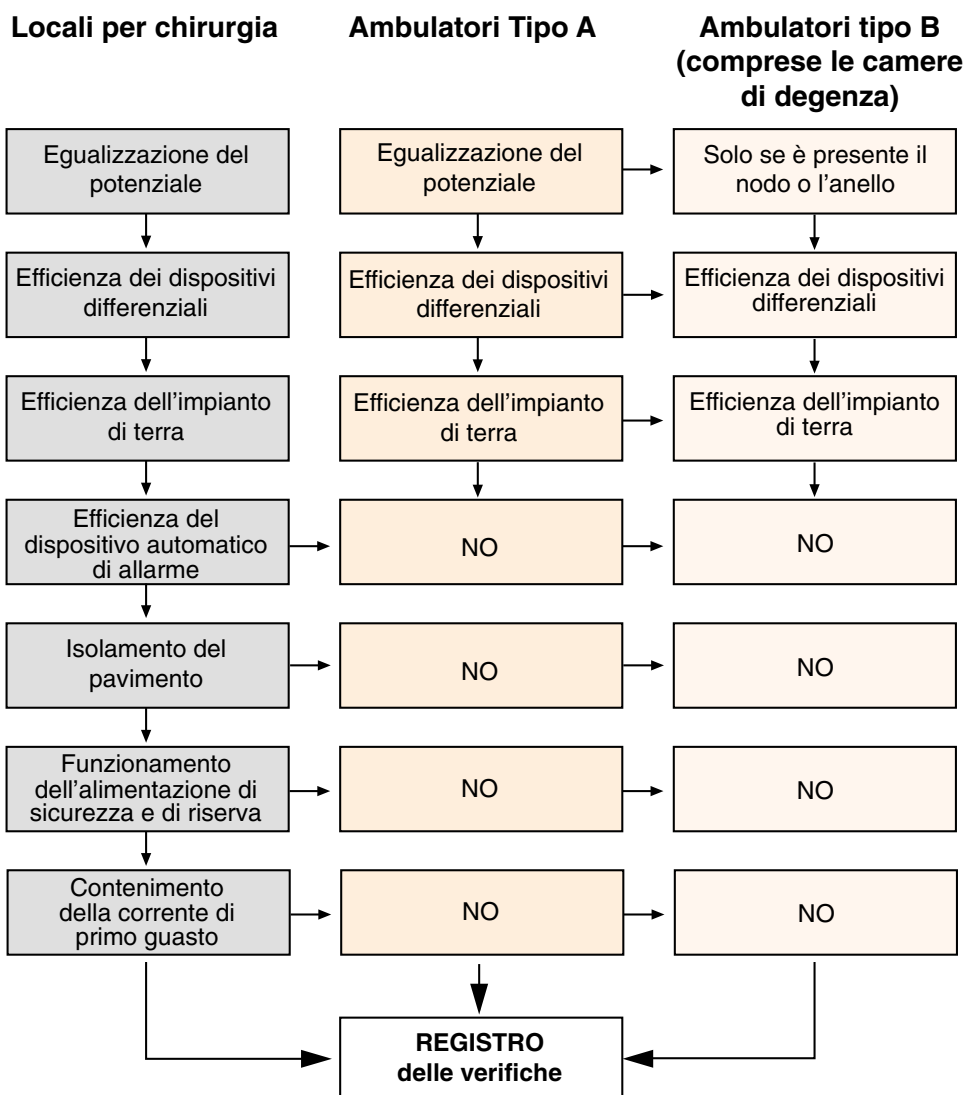 Locali per chirurgia
Ambulatori Tipo A
Ambulatori tipo B
(comprese le camere
di degenza)
Egualizzazione del
potenziale
Egualizzazione del
potenziale
Solo se è presente il
nodo o l'anello
Efficienza dei dispositivi
differenziali
Efficienza dei dispositivi
differenziali
Efficienza dei dispositivi
differenziali
Efficienza dell'impianto
di terra
Efficienza dell'impianto
di terra
Efficienza dell'impianto
di terra
Efficienza del
dispositivo automatico
di allarme
NO
NO
Isolamento del
pavimento
NO
NO
Funzionamento
dell'alimentazione di
sicurezza e di riserva
NO
NO
Contenimento
della corrente di
primo guasto
NO
NO
REGISTRO
delle verifiche